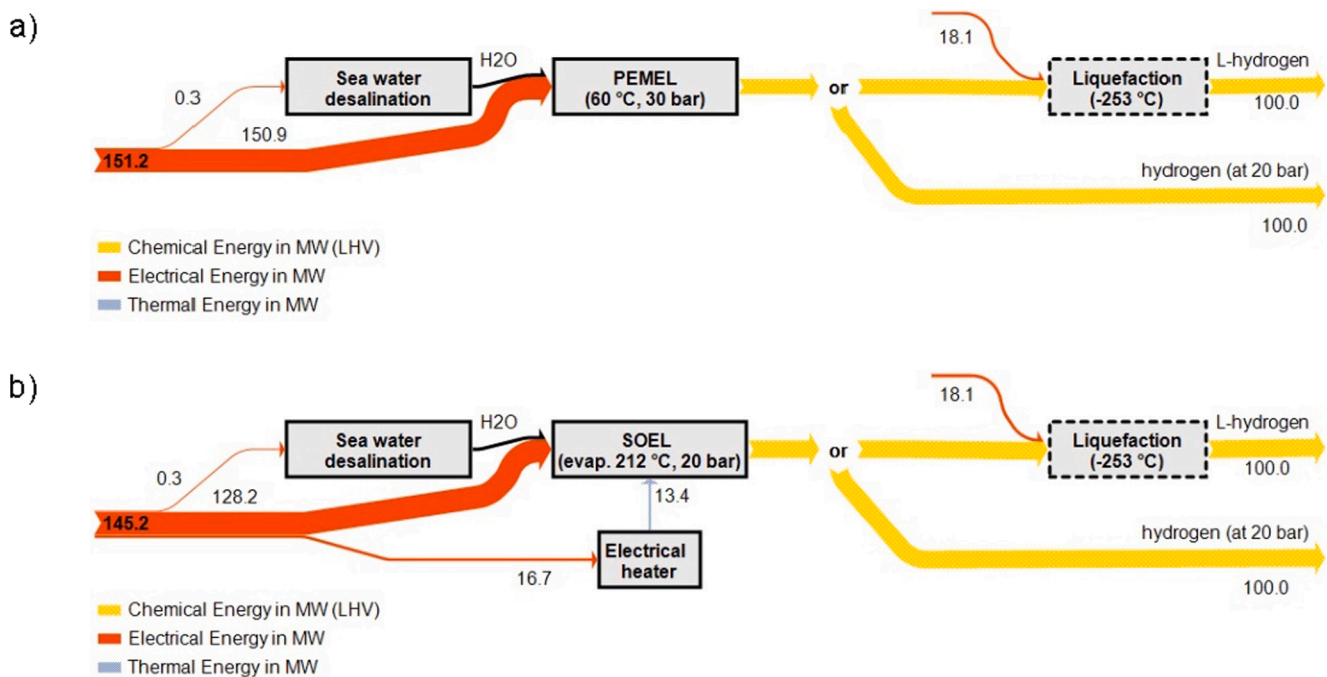 a)
18.1
L-hydrogen
H2O
Sea water
desalination
PEMEL
(60 °C, 30 bar)
or
Liquefaction
(-253 °C)
100.0
0.3
150.9
151.2
hydrogen (at 20 bar)
100.0
Chemical Energy in MW (LHV)
Electrical Energy in MW
Thermal Energy in MW
b)
18.1
L-hydrogen
H2O
Sea water
desalination
SOEL
(evap. 212 °C, 20 bar)
or
Liquefaction
(-253 °C)
100.0
0.3
128.2
13.4
145.2
hydrogen (at 20 bar)
Electrical
heater
16.7
100.0
Chemical Energy in MW (LHV)
Electrical Energy in MW
Thermal Energy in MW